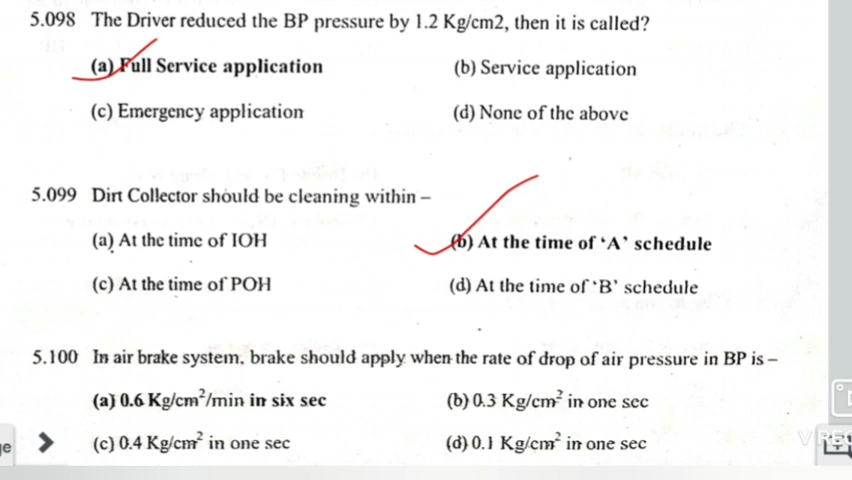 5.098 The Driver reduced the BP pressure by 1.2 Kg/cm2, then it is called?
(a) Full Service application (b) Service application
(c) Emergency application (d) None of the above
5.099 Dirt Collector should be cleaning within –
(a) At the time of IOH (b) At the time of ‘A’ schedule
(c) At the time of POH (d) At the time of ‘B’ schedule
5.100 In air brake system, brake should apply when the rate of drop of air pressure in BP is –
(a) 0.6 Kg/cm²/min in six sec (b) 0.3 Kg/cm² in one sec
(c) 0.4 Kg/cm² in one sec (d) 0.1 Kg/cm² in one sec